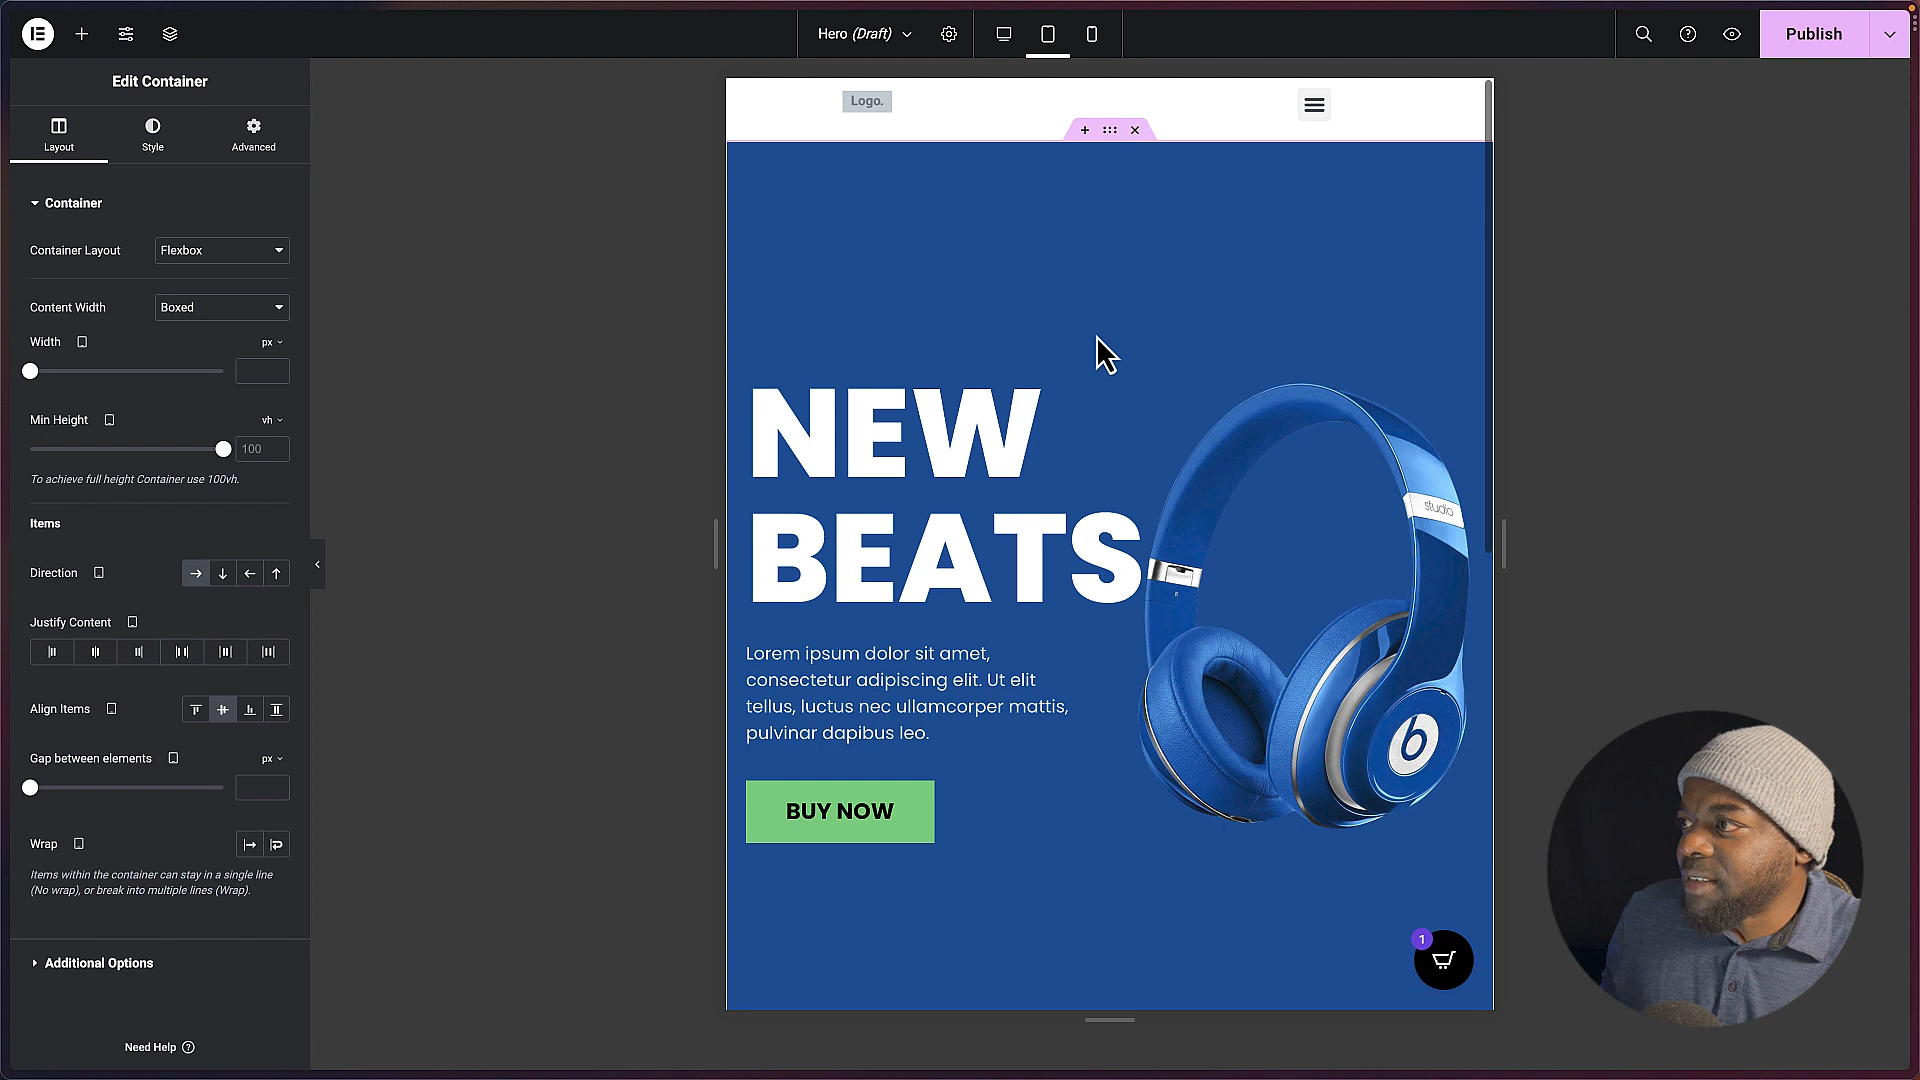 Hero (Draft)
Publish
Edit Container
Layout
Style
Advanced
Container
Container Layout
Flexbox
Content Width
Boxed
Width
px
Min Height
vh
100
To achieve full height Container use 100vh.
Items
Direction
Justify Content
Align Items
Gap between elements
px
Wrap
Items within the container can stay in a single line
(No wrap), or break into multiple lines (Wrap).
Additional Options
Need Help
Logo.
NEW
BEATS
Lorem ipsum dolor sit amet,
consectetur adipiscing elit. Ut elit
tellus, luctus nec ullamcorper mattis,
pulvinar dapibus leo.
BUY NOW
studio
R
b
1